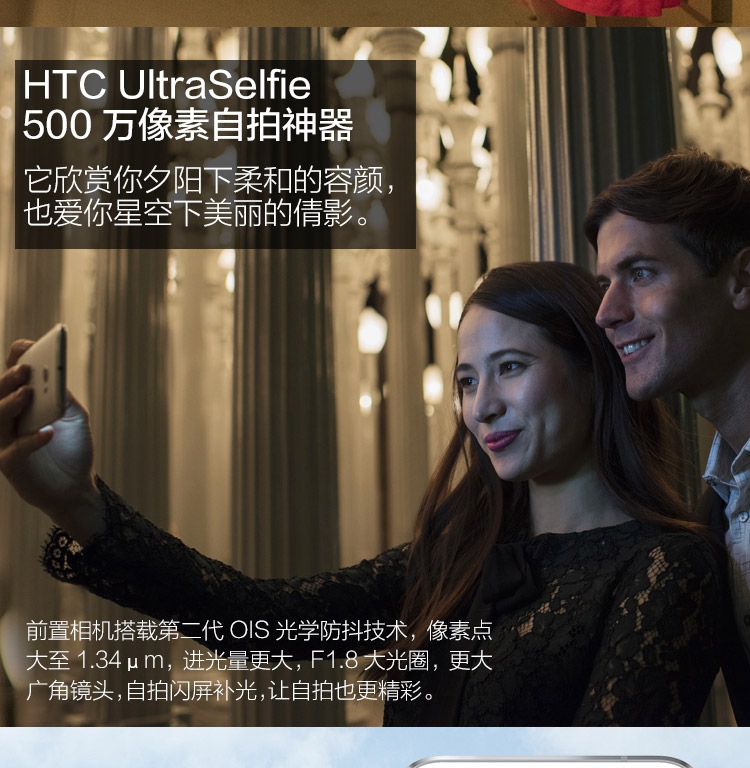 HTC UltraSelfie
500 万像素自拍神器
它欣赏你夕阳下柔和的容颜，
也爱你星空下美丽的倩影。
前置相机搭载第二代 OIS 光学防抖技术，像素点
大至 1.34μm，进光量更大，F1.8 大光圈，更大
广角镜头,自拍闪屏补光,让自拍也更精彩。